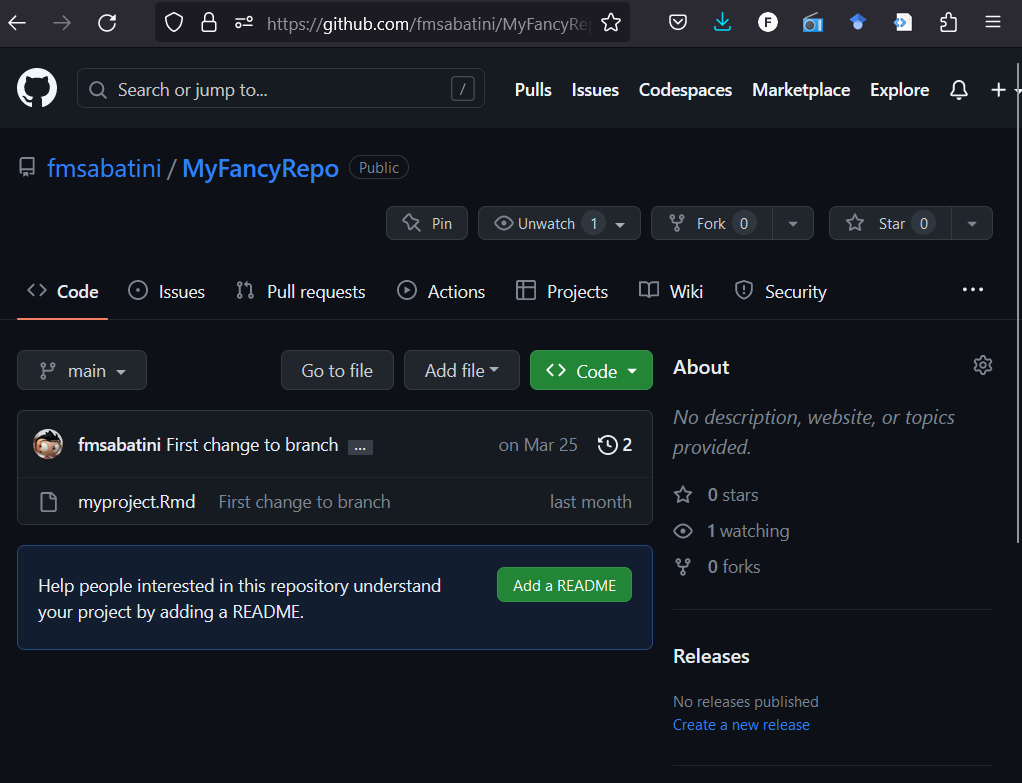 https://github.com/fmsabatini/MyFancyRe
Search or jump to... /
Pulls Issues Codespaces Marketplace Explore
fmsabatini / MyFancyRepo Public
Pin Unwatch 1 Fork 0 Star 0
Code Issues Pull requests Actions Projects Wiki Security ...
main Go to file Add file Code
About
No description, website, or topics
provided.
fmsabatini First change to branch ... on Mar 25 2
myproject.Rmd First change to branch last month
0 stars
1 watching
0 forks
Help people interested in this repository understand
your project by adding a README.
Add a README
Releases
No releases published
Create a new release